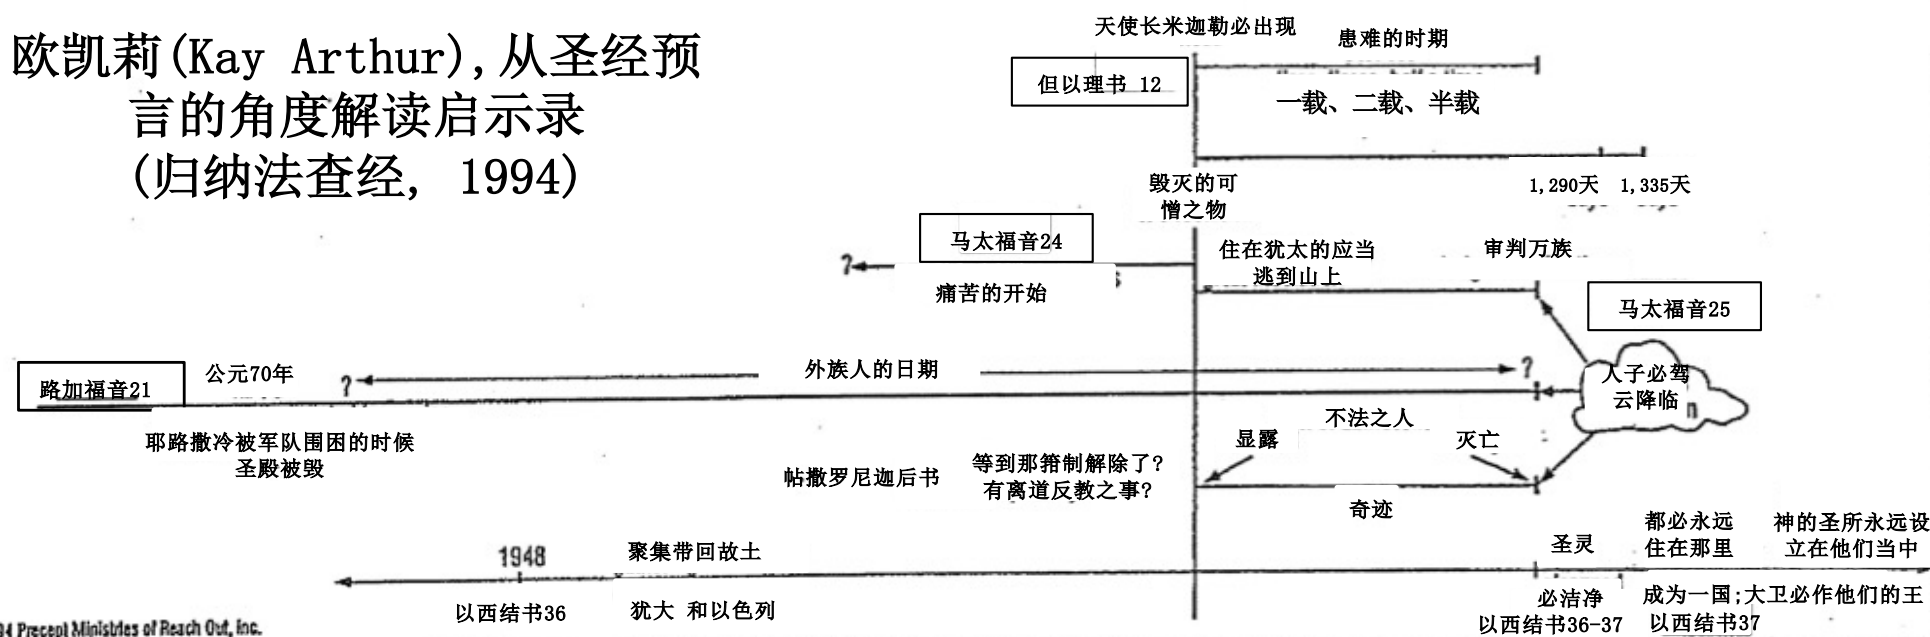 欧凯莉(Kay Arthur),从圣经预
言的角度解读启示录
(归纳法查经, 1994)
天使长米迦勒必出现
患难的时期
但以理书 12
一载、二载、半载
1,290天
1,335天
毁灭的可
憎之物
马太福音24
?
痛苦的开始
住在犹太的应当
逃到山上
审判万族
马太福音25
路加福音21
公元70年
?
外族人的日期
?
人子必驾
云降临
耶路撒冷被军队围困的时候
圣殿被毁
不法之人
显露
灭亡
帖撒罗尼迦后书
等到那箝制解除了?
有离道反教之事?
奇迹
1948
聚集带回故土
圣灵
都必永远
住在那里
神的圣所永远设
立在他们当中
以西结书36
犹大 和以色列
必洁净
以西结书36-37
成为一国;大卫必作他们的王
以西结书37
94 Precept Ministries of Reach Out, Inc.